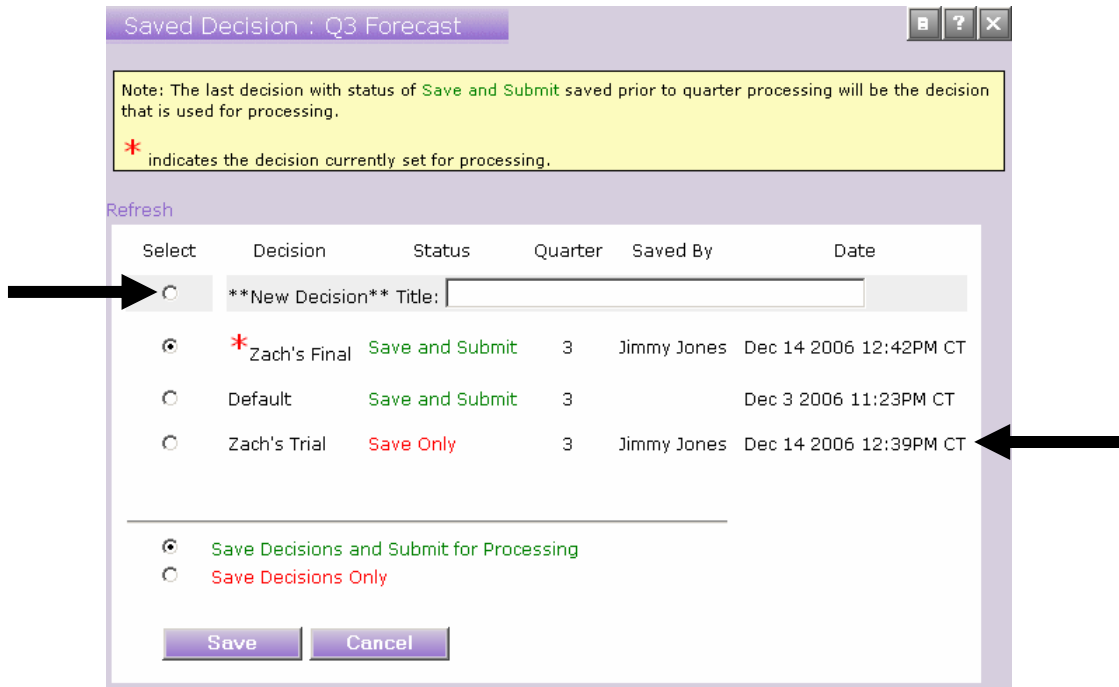 Saved Decision : Q3 Forecast
?
Note: The last decision with status of Save and Submit saved prior to quarter processing will be the decision
that is used for processing.
* indicates the decision currently set for processing.
Refresh
Select Decision Status Quarter Saved By Date
**New Decision** Title:
*Zach's Final Save and Submit 3 Jimmy Jones Dec 14 2006 12:42PM CT
Default Save and Submit 3 Dec 3 2006 11:23PM CT
Zach's Trial Save Only 3 Jimmy Jones Dec 14 2006 12:39PM CT
Save Decisions and Submit for Processing
Save Decisions Only
Save Cancel